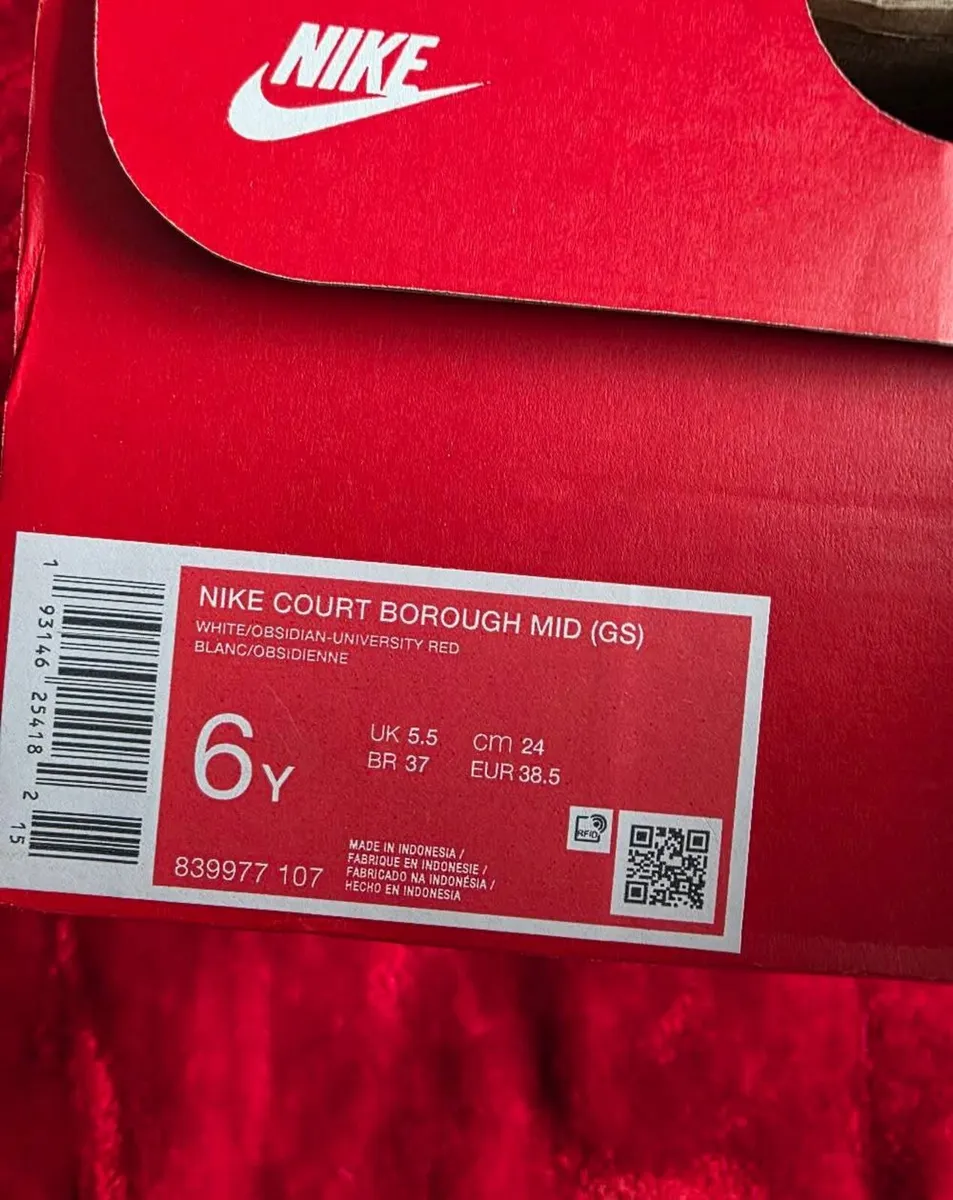 NIKE
NIKE COURT BOROUGH MID (GS)
WHITE/OBSIDIAN-UNIVERSITY RED
BLANC/OBSIDIENNE
6Y
UK 5.5 cm 24
BR 37 EUR 38.5
RFID
839977 107
MADE IN INDONESIA /
FABRIQUE EN INDONESIE /
FABRICADO NA INDONÉSIA /
HECHO EN INDONESIA
1 93146 25418 2 15